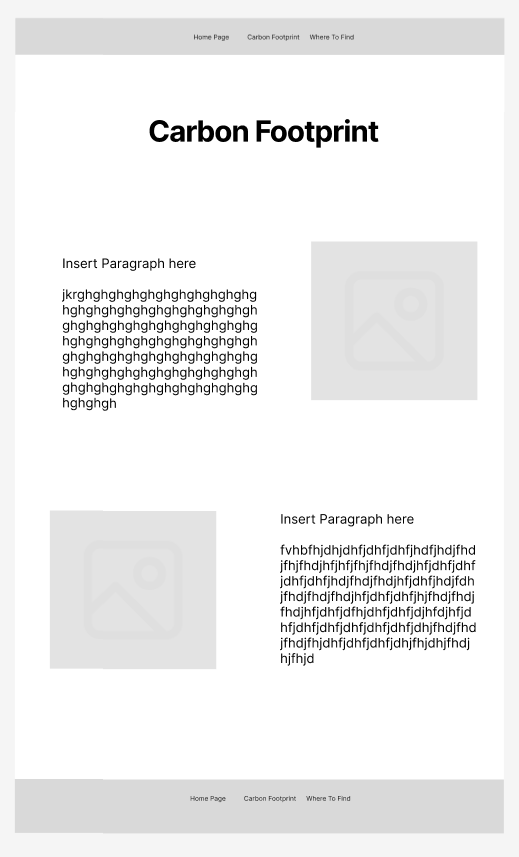 Home Page Carbon Footprint Where To Find
Carbon Footprint
Insert Paragraph here
jkrghghghghghghghghghghghg
hghghghghghghghghghghghgh
ghghghghghghghghghghghghg
hghghghghghghghghghghghgh
ghghghghghghghghghghghghg
hghghghghghghghghghghghgh
ghghghghghghghghghghghghg
hghghgh
Insert Paragraph here
fvhbfhjdhjdhfjdhfjdhfjhdfjhdjfhd
jfhjfhdjhfjhfjfhjfhdjfhdjhfjdhfjdhf
jdhfjdhfjhdjfhdjfhdjhfjdhfjhdjfdh
jfhdjfhdjfhdjhfjdhfjdhfjhjfhdjfhdj
fhdjhfjdhfjdfhjdhfjdhfjdjhfdjhfjd
hfjdhfjdhfjdhfjdhfjdhfjdhjfhdjfhd
jfhdjfhjdhfjdhfjdhfjdhjfhjdhjfhdj
hjfhjd
Home Page Carbon Footprint Where To Find